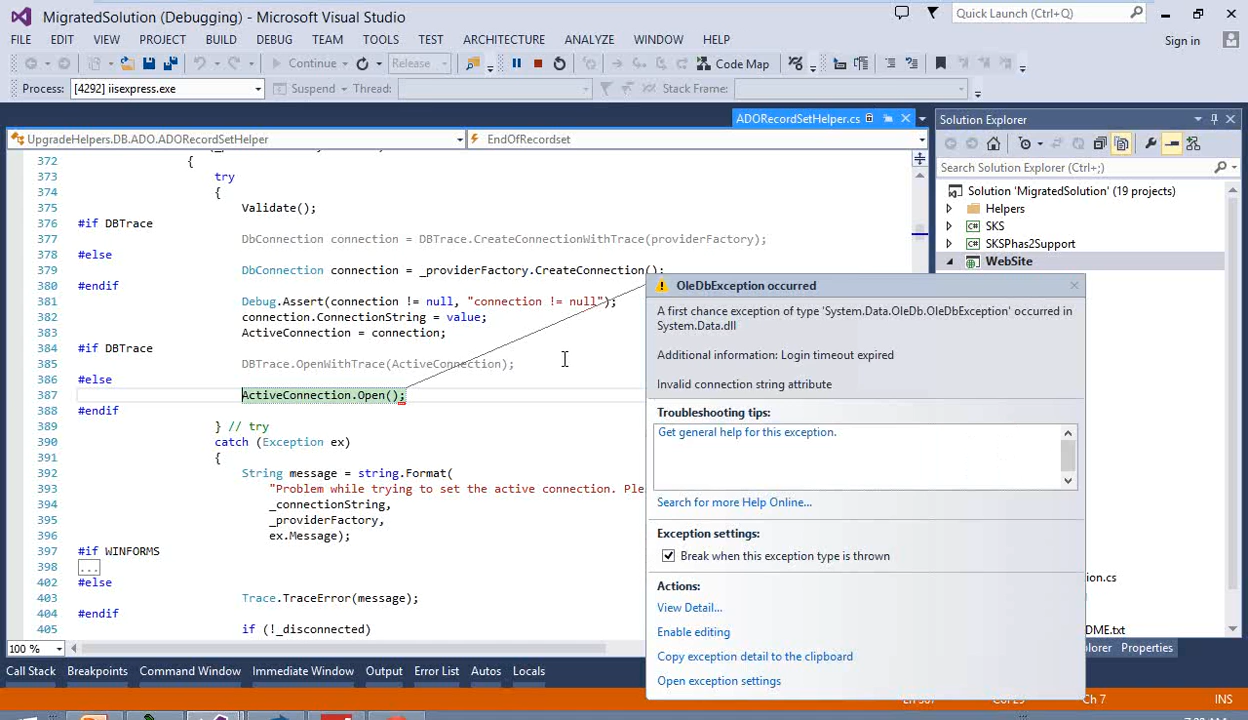 MigratedSolution (Debugging) - Microsoft Visual Studio
Quick Launch (Ctrl+Q)
FILE EDIT VIEW PROJECT BUILD DEBUG TEAM TOOLS TEST ARCHITECTURE ANALYZE WINDOW HELP
Sign in
Continue Release Code Map
Process: [4292] iisexpress.exe Suspend Thread: Stack Frame:
ADORecordSetHelper.cs
UpgradeHelpers.DB.ADO.ADORecordSetHelper EndOfRecordset
372 {
373 try
374 {
375 Validate();
376 #if DBTrace
377 DbConnection connection = DBTrace.CreateConnectionWithTrace(providerFactory);
378 #else
379 DbConnection connection = _providerFactory.CreateConnection();
380 #endif
381 Debug.Assert(connection != null, "connection != null");
382 connection.ConnectionString = value;
383 ActiveConnection = connection;
384 #if DBTrace
385 DBTrace.OpenWithTrace(ActiveConnection);
386 #else
387 ActiveConnection.Open();
388 #endif
389 } // try
390 catch (Exception ex)
391 {
392 String message = string.Format(
393 "Problem while trying to set the active connection. Ple
394 _connectionString,
395 _providerFactory,
396 ex.Message);
397 #if WINFORMS
398 ...
402 #else
403 Trace.TraceError(message);
404 #endif
405 if (!_disconnected)
100 %
OleDbException occurred
A first chance exception of type 'System.Data.OleDb.OleDbException' occurred in
System.Data.dll
Additional information: Login timeout expired
Invalid connection string attribute
Troubleshooting tips:
Get general help for this exception.
Search for more Help Online...
Exception settings:
Break when this exception type is thrown
Actions:
View Detail...
Enable editing
Copy exception detail to the clipboard
Open exception settings
Solution Explorer
Search Solution Explorer (Ctrl+;)
Solution 'MigratedSolution' (19 projects)
Helpers
SKS
SKSPhas2Support
WebSite
on.cs
DME.txt
plorer Properties
Call Stack Breakpoints Command Window Immediate Window Output Error List Autos Locals
Ch 7
INS